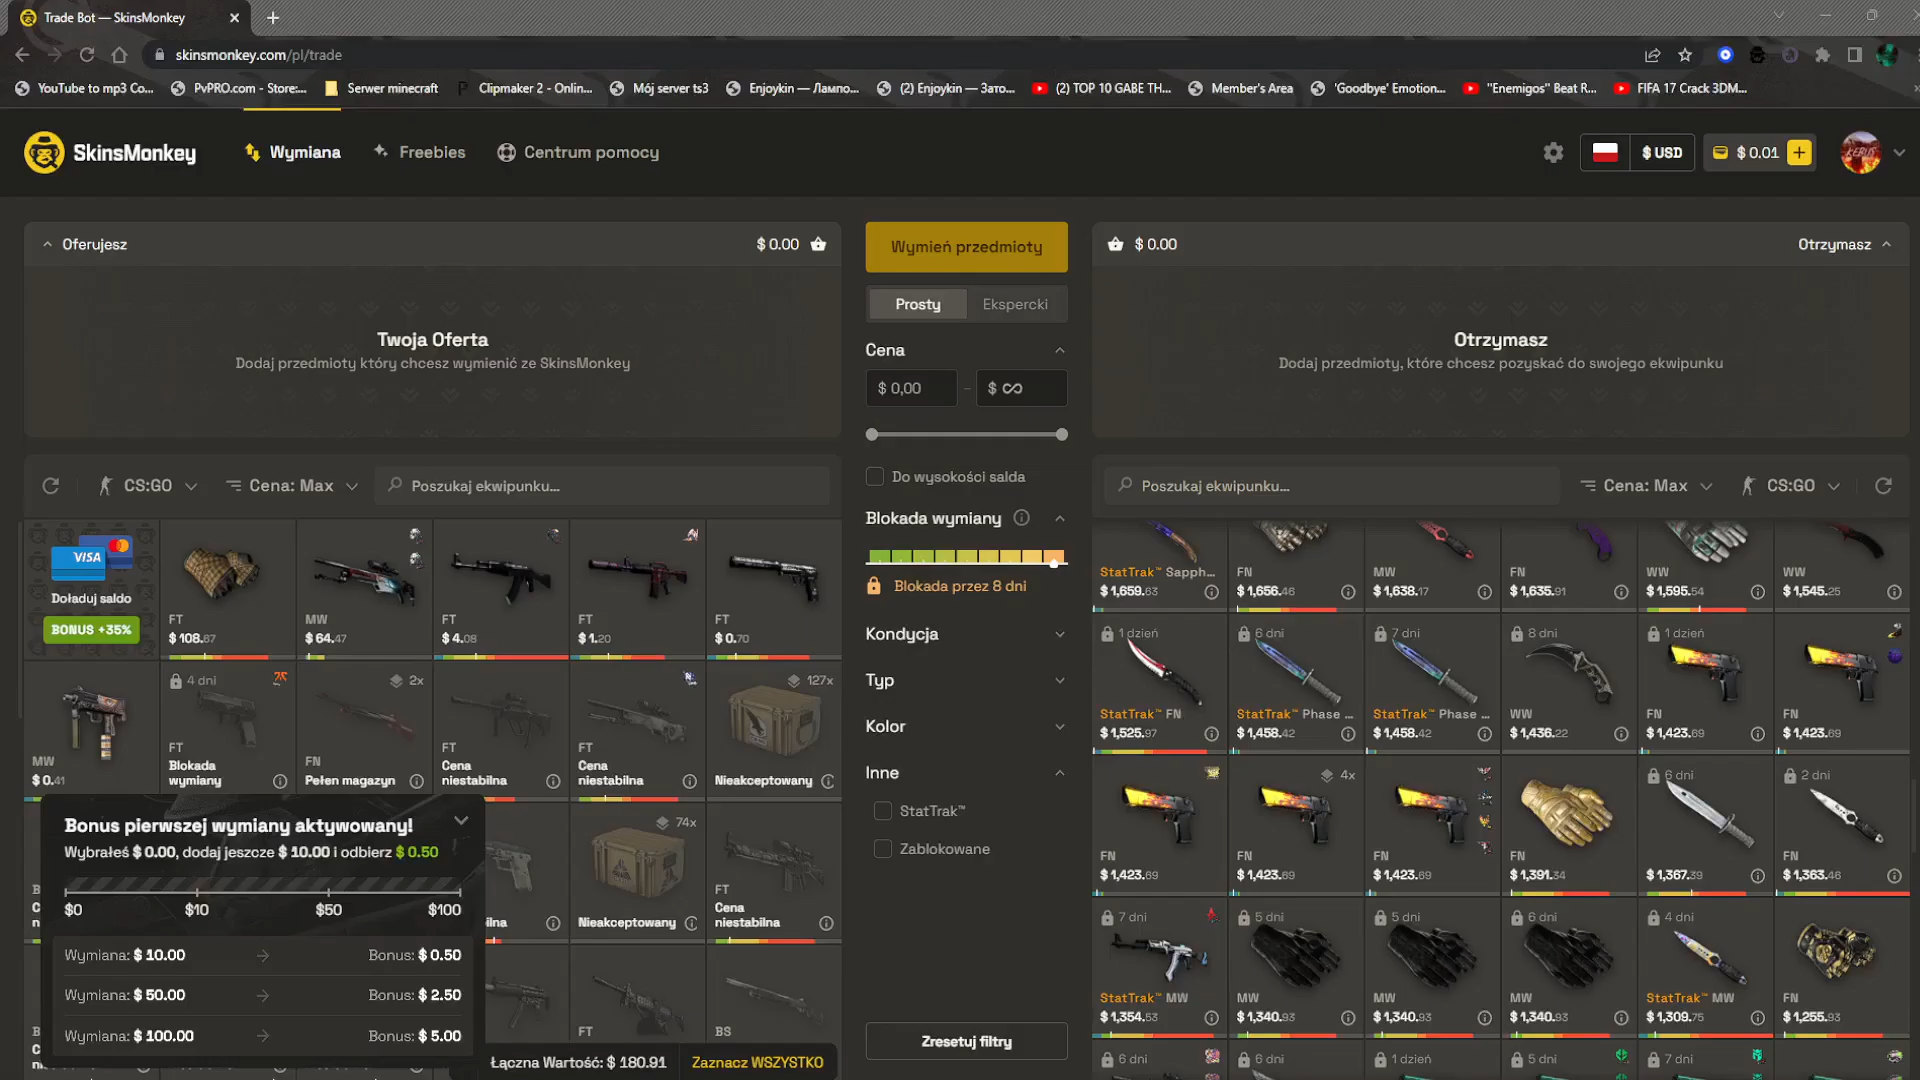 Trade Bot — SkinsMonkey
skinsmonkey.com/pl/trade
YouTube to mp3 Co...
PvPRO.com - Store:...
Serwer minecraft
Clipmaker 2 - Onlin...
Mój server ts3
Enjoykin — Лампо...
(2) Enjoykin — Зато...
(2) TOP 10 GABE TH...
Member's Area
'Goodbye' Emotion...
"Enemigos" Beat R...
FIFA 17 Crack 3DM...
SkinsMonkey
Wymiana
Freebies
Centrum pomocy
$ USD
$ 0.01
Oferujesz
$ 0.00
Twoja Oferta
Dodaj przedmioty który chcesz wymienić ze SkinsMonkey
Wymień przedmioty
Prosty
Ekspercki
Cena
$ 0,00
–
$ ∞
Do wysokości salda
Blokada wymiany
Blokada przez 8 dni
Kondycja
Typ
Kolor
Inne
StatTrak™
Zablokowane
Zresetuj filtry
$ 0.00
Otrzymasz
Otrzymasz
Dodaj przedmioty, które chcesz pozyskać do swojego ekwipunku
CS:GO
Cena: Max
Poszukaj ekwipunku...
VISA
Doładuj saldo
BONUS +35%
FT
$ 108.67
MW
$ 64.47
FT
$ 4.08
FT
$ 1.20
FT
$ 0.70
MW
$ 0.41
4 dni
FT
Blokada
wymiany
2x
FN
Pełen magazyn
FT
Cena
niestabilna
FT
Cena
niestabilna
127x
Nieakceptowany
74x
Nieakceptowany
FT
Cena
niestabilna
FT
BS
Bonus pierwszej wymiany aktywowany!
Wybrałeś $ 0.00, dodaj jeszcze $ 10.00 i odbierz $ 0.50
$0
$10
$50
$100
Wymiana: $ 10.00
Bonus: $ 0.50
Wymiana: $ 50.00
Bonus: $ 2.50
Wymiana: $ 100.00
Bonus: $ 5.00
Łączna Wartość: $ 180.91
Zaznacz WSZYSTKO
Poszukaj ekwipunku...
Cena: Max
CS:GO
StatTrak™ Sapph...
$ 1,659.63
FN
$ 1,656.46
MW
$ 1,638.17
FN
$ 1,635.91
WW
$ 1,595.54
WW
$ 1,545.25
1 dzień
StatTrak™ FN
$ 1,525.97
6 dni
StatTrak™ Phase ...
$ 1,458.42
7 dni
StatTrak™ Phase ...
$ 1,458.42
8 dni
WW
$ 1,436.22
1 dzień
FN
$ 1,423.69
FN
$ 1,423.69
FN
$ 1,423.69
4x
FN
$ 1,423.69
FN
$ 1,423.69
FN
$ 1,391.34
6 dni
FN
$ 1,367.39
2 dni
FN
$ 1,363.46
7 dni
StatTrak™ MW
$ 1,354.53
5 dni
MW
$ 1,340.93
5 dni
MW
$ 1,340.93
6 dni
MW
$ 1,340.93
4 dni
StatTrak™ MW
$ 1,309.75
FN
$ 1,255.93
6 dni
6 dni
1 dzień
5 dni
7 dni